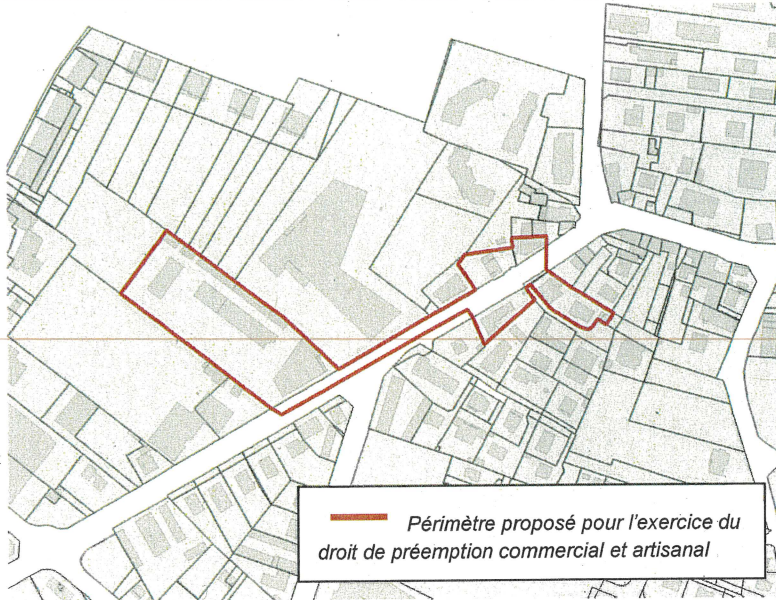 Périmètre proposé pour l'exercice du
droit de préemption commercial et artisanal